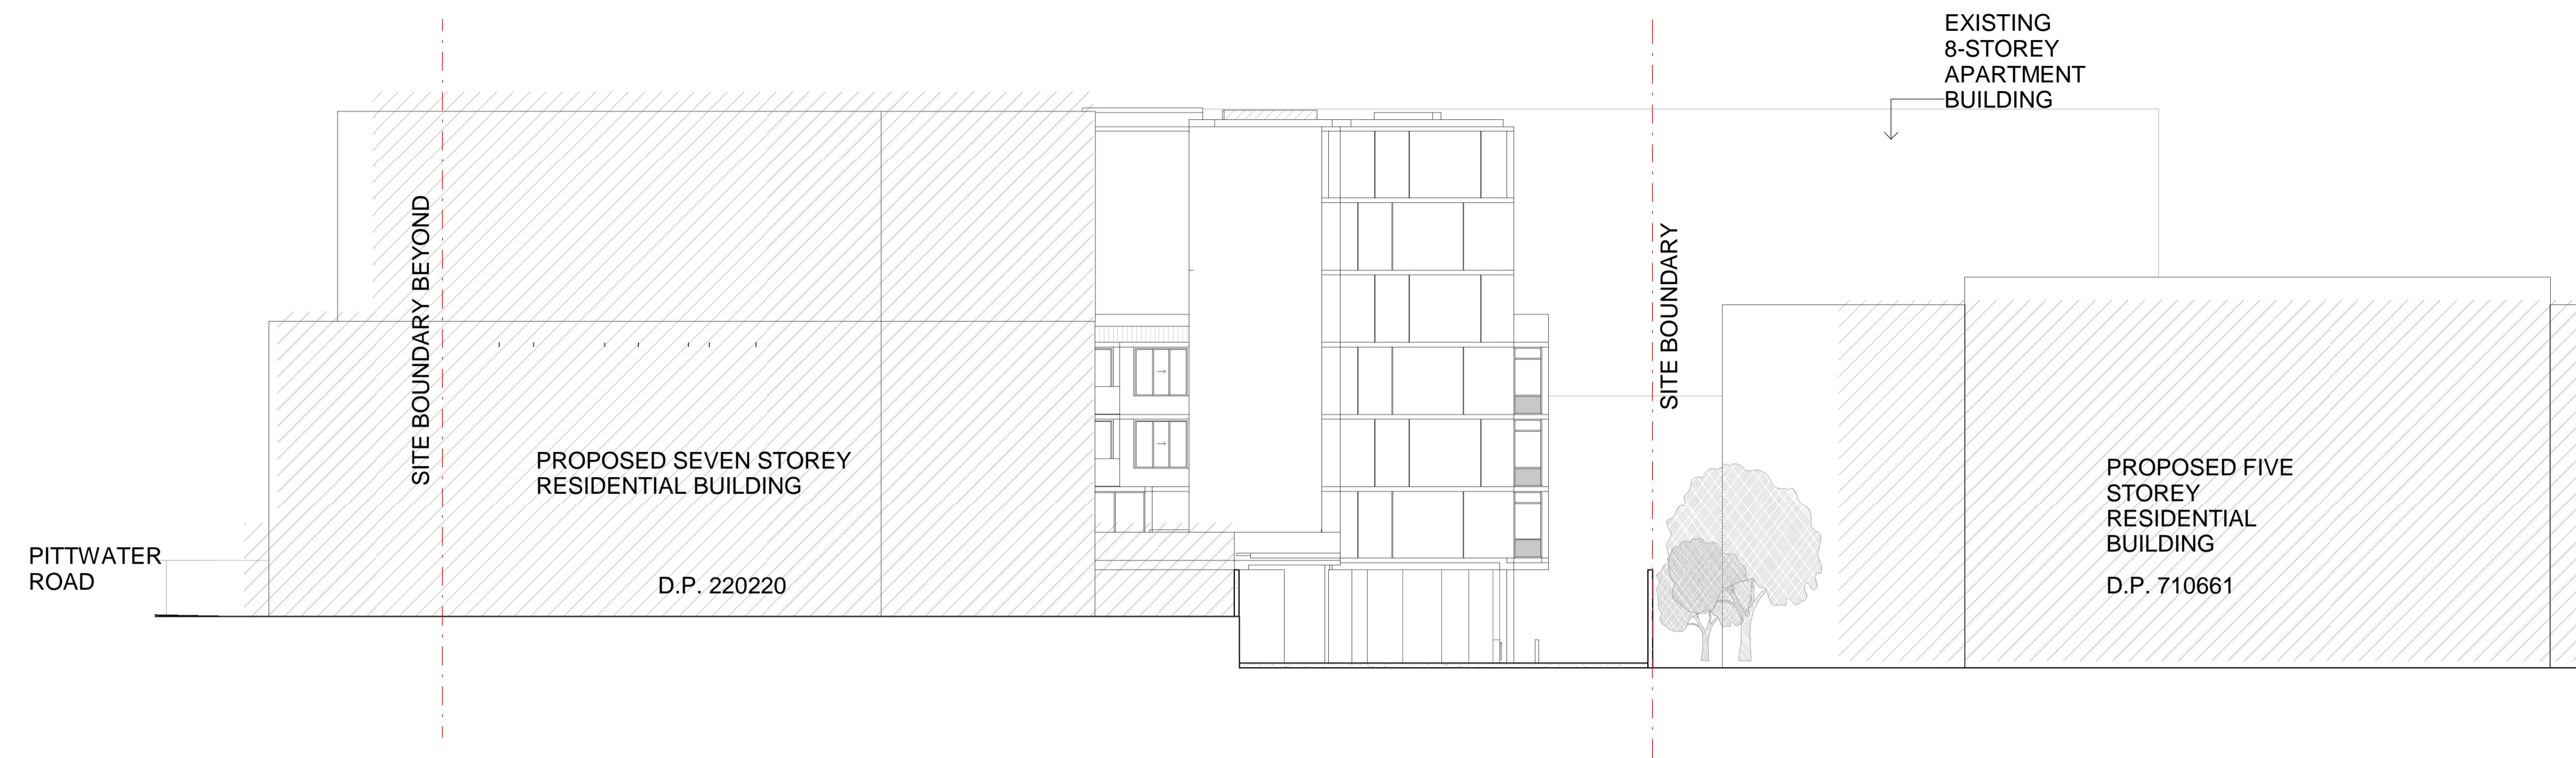 EXISTING
8-STOREY
APARTMENT
BUILDING
SITE BOUNDARY BEYOND
SITE BOUNDARY
PROPOSED SEVEN STOREY
RESIDENTIAL BUILDING
D.P. 220220
PITTWATER
ROAD
PROPOSED FIVE
STOREY
RESIDENTIAL
BUILDING
D.P. 710661